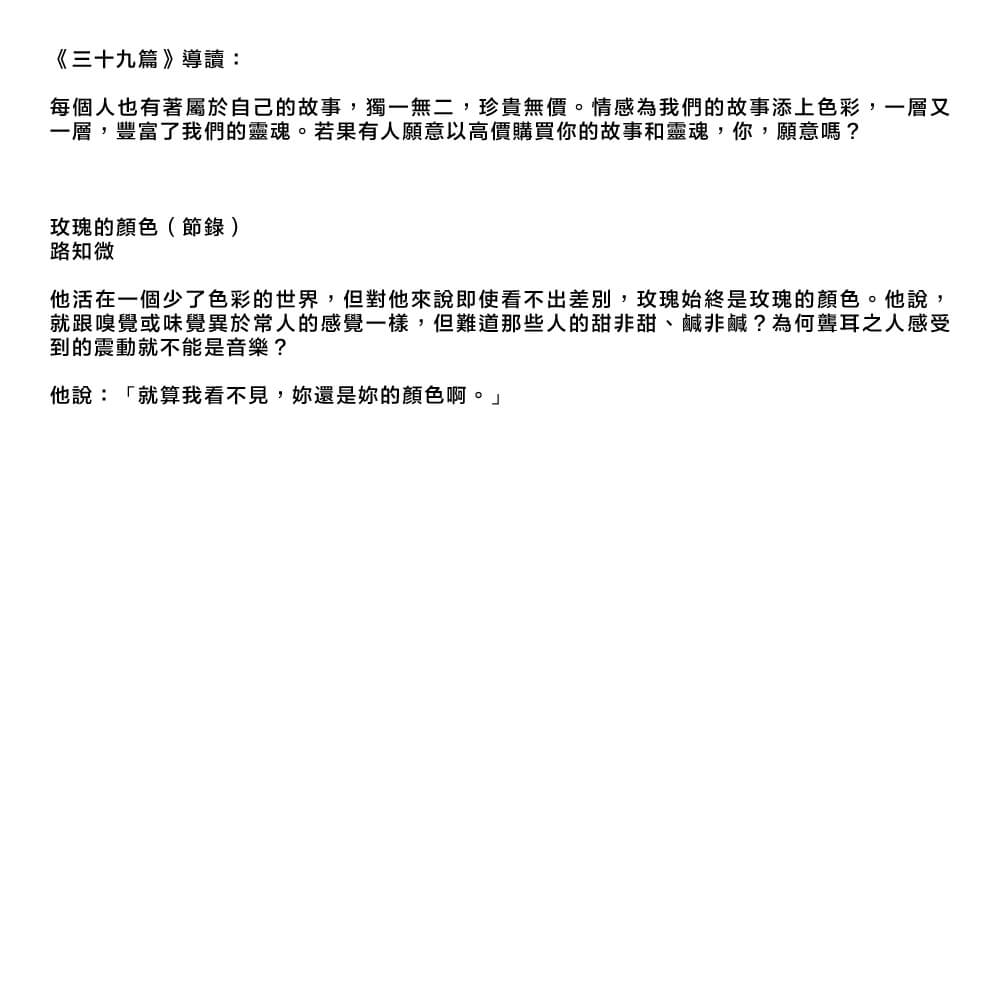 《三十九篇》導讀：
每個人也有著屬於自己的故事，獨一無二，珍貴無價。情感為我們的故事添上色彩，一層又
一層，豐富了我們的靈魂。若果有人願意以高價購買你的故事和靈魂，你，願意嗎？
玫瑰的顏色（節錄）
路知微
他活在一個少了色彩的世界，但對他來說即使看不出差別，玫瑰始終是玫瑰的顏色。他說，
就跟嗅覺或味覺異於常人的感覺一樣，但難道那些人的甜非甜、鹹非鹹？為何聾耳之人感受
到的震動就不能是音樂？
他說：「就算我看不見，妳還是妳的顏色啊。」